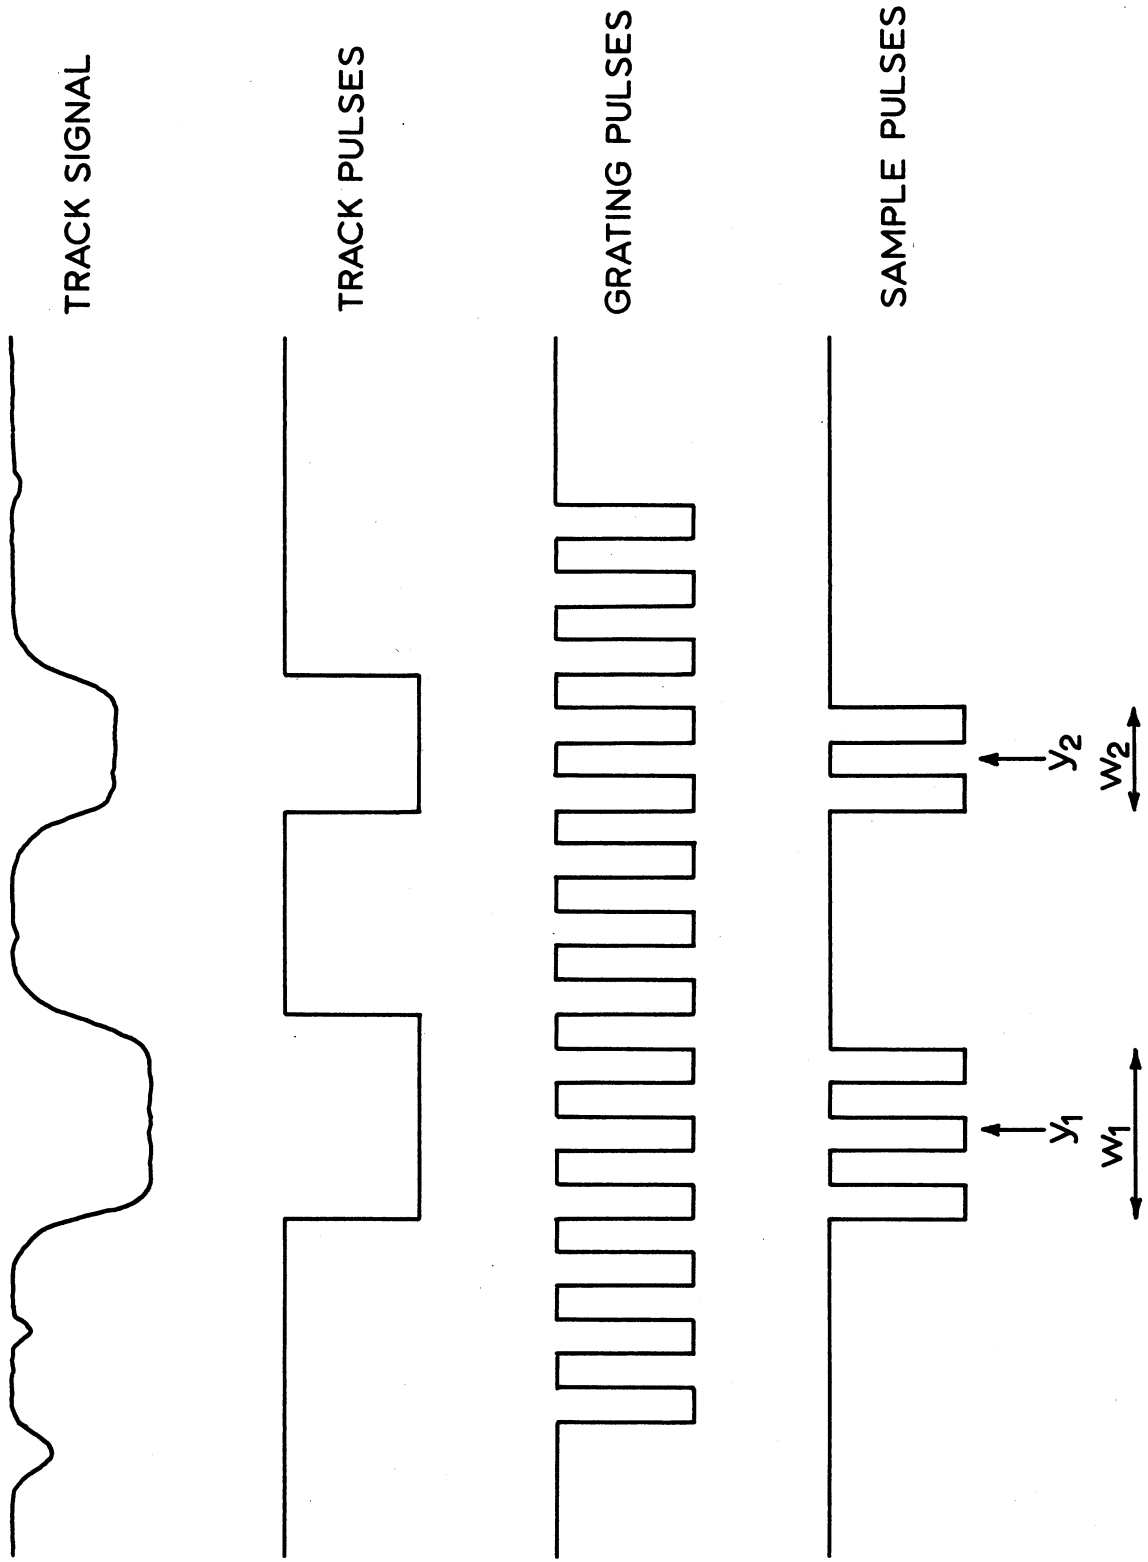 TRACK SIGNAL
TRACK PULSES
GRATING PULSES
SAMPLE PULSES
y1
y2
W1
W2